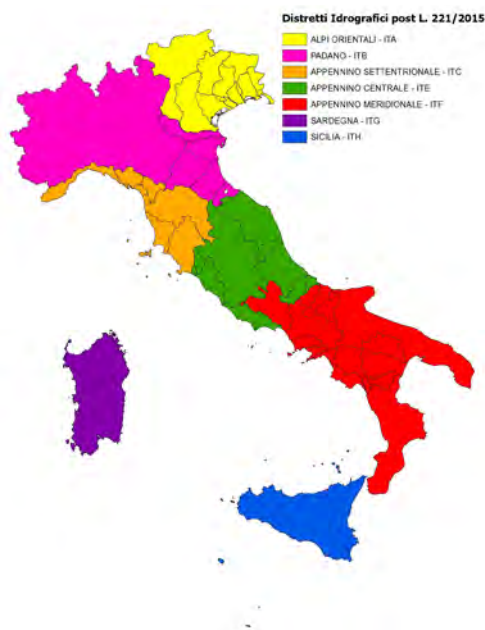 Distretti Idrografici post L. 221/2015
ALPI ORIENTALI - ITA
PADANO - ITB
APPENNINO SETTENTRIONALE - ITC
APPENNINO CENTRALE - ITE
APPENNINO MERIDIONALE - ITF
SARDEGNA - ITG
SICILIA - ITH